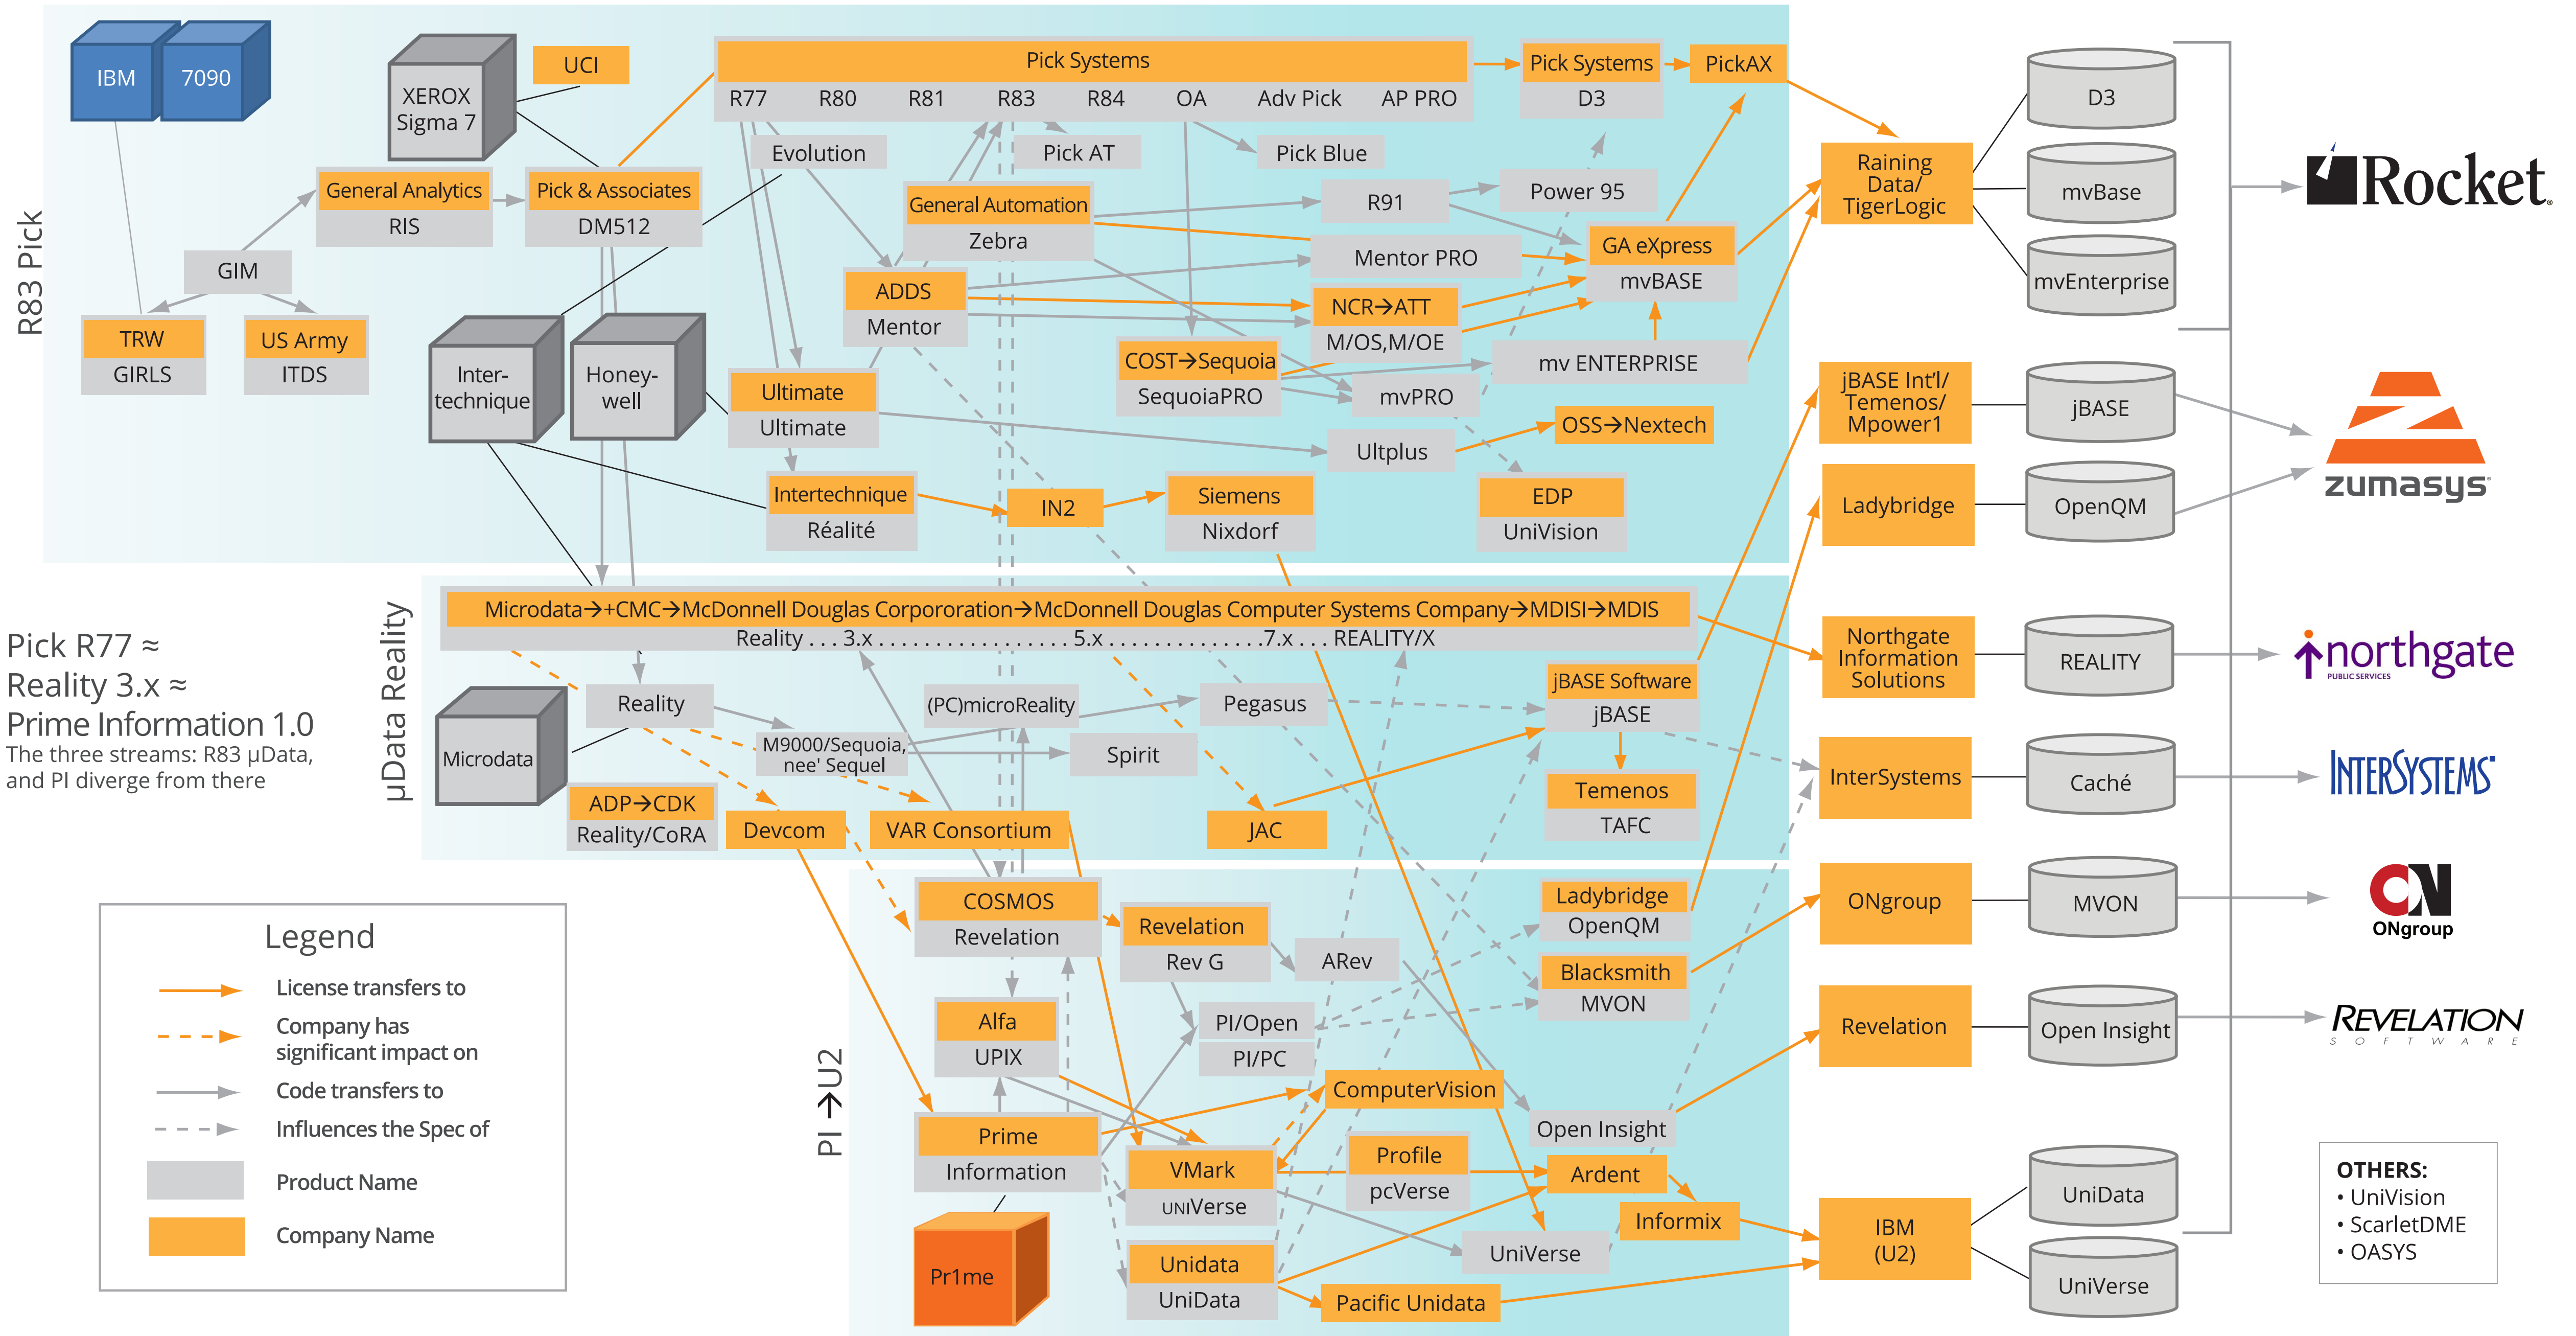 R83 Pick
IBM
7090
XEROX
Sigma 7
UCI
Pick Systems
R77 R80 R81 R83 R84 OA Adv Pick AP PRO
Pick Systems
D3
PickAX
Evolution
Pick AT
Pick Blue
General Analytics
RIS
Pick & Associates
DM512
General Automation
Zebra
R91
Power 95
GIM
Mentor PRO
GA eXpress
mvBASE
TRW
GIRLS
US Army
ITDS
Inter-
technique
Honey-
well
ADDS
Mentor
NCR→ATT
M/OS,M/OE
COST→Sequoia
SequoiaPRO
mv ENTERPRISE
mvPRO
Ultimate
Ultimate
Ultplus
OSS→Nextech
Intertechnique
Réalité
IN2
Siemens
Nixdorf
EDP
UniVision
Raining
Data/
TigerLogic
D3
mvBase
mvEnterprise
Rocket®
jBASE Int’l/
Temenos/
Mpower1
jBASE
Ladybridge
OpenQM
zumasys®
Pick R77 ≈
Reality 3.x ≈
Prime Information 1.0
The three streams: R83 µData,
and PI diverge from there
µData Reality
Microdata→+CMC→McDonnell Douglas Corpororation→McDonnell Douglas Computer Systems Company→MDISI→MDIS
Reality . . . 3.x . . . . . . . . . . . . . . . . . . 5.x . . . . . . . . . . . . . .7.x . . . REALITY/X
Microdata
Reality
(PC)microReality
Pegasus
jBASE Software
jBASE
M9000/Sequoia,
nee' Sequel
Spirit
ADP→CDK
Reality/CoRA
Devcom
VAR Consortium
JAC
Temenos
TAFC
Northgate
Information
Solutions
REALITY
northgate
PUBLIC SERVICES
InterSystems
Caché
INTERSYSTEMS
PI →U2
COSMOS
Revelation
Revelation
Rev G
ARev
Ladybridge
OpenQM
Blacksmith
MVON
Alfa
UPIX
PI/Open
PI/PC
ComputerVision
Open Insight
Prime
Information
VMark
UNIVerse
Profile
pcVerse
Ardent
Informix
UniVerse
Pr1me
Unidata
UniData
Pacific Unidata
ONgroup
MVON
ON
ONgroup
Revelation
Open Insight
REVELATION
SOFTWARE
IBM
(U2)
UniData
UniVerse
OTHERS:
• UniVision
• ScarletDME
• OASYS
Legend
License transfers to
Company has
significant impact on
Code transfers to
Influences the Spec of
Product Name
Company Name